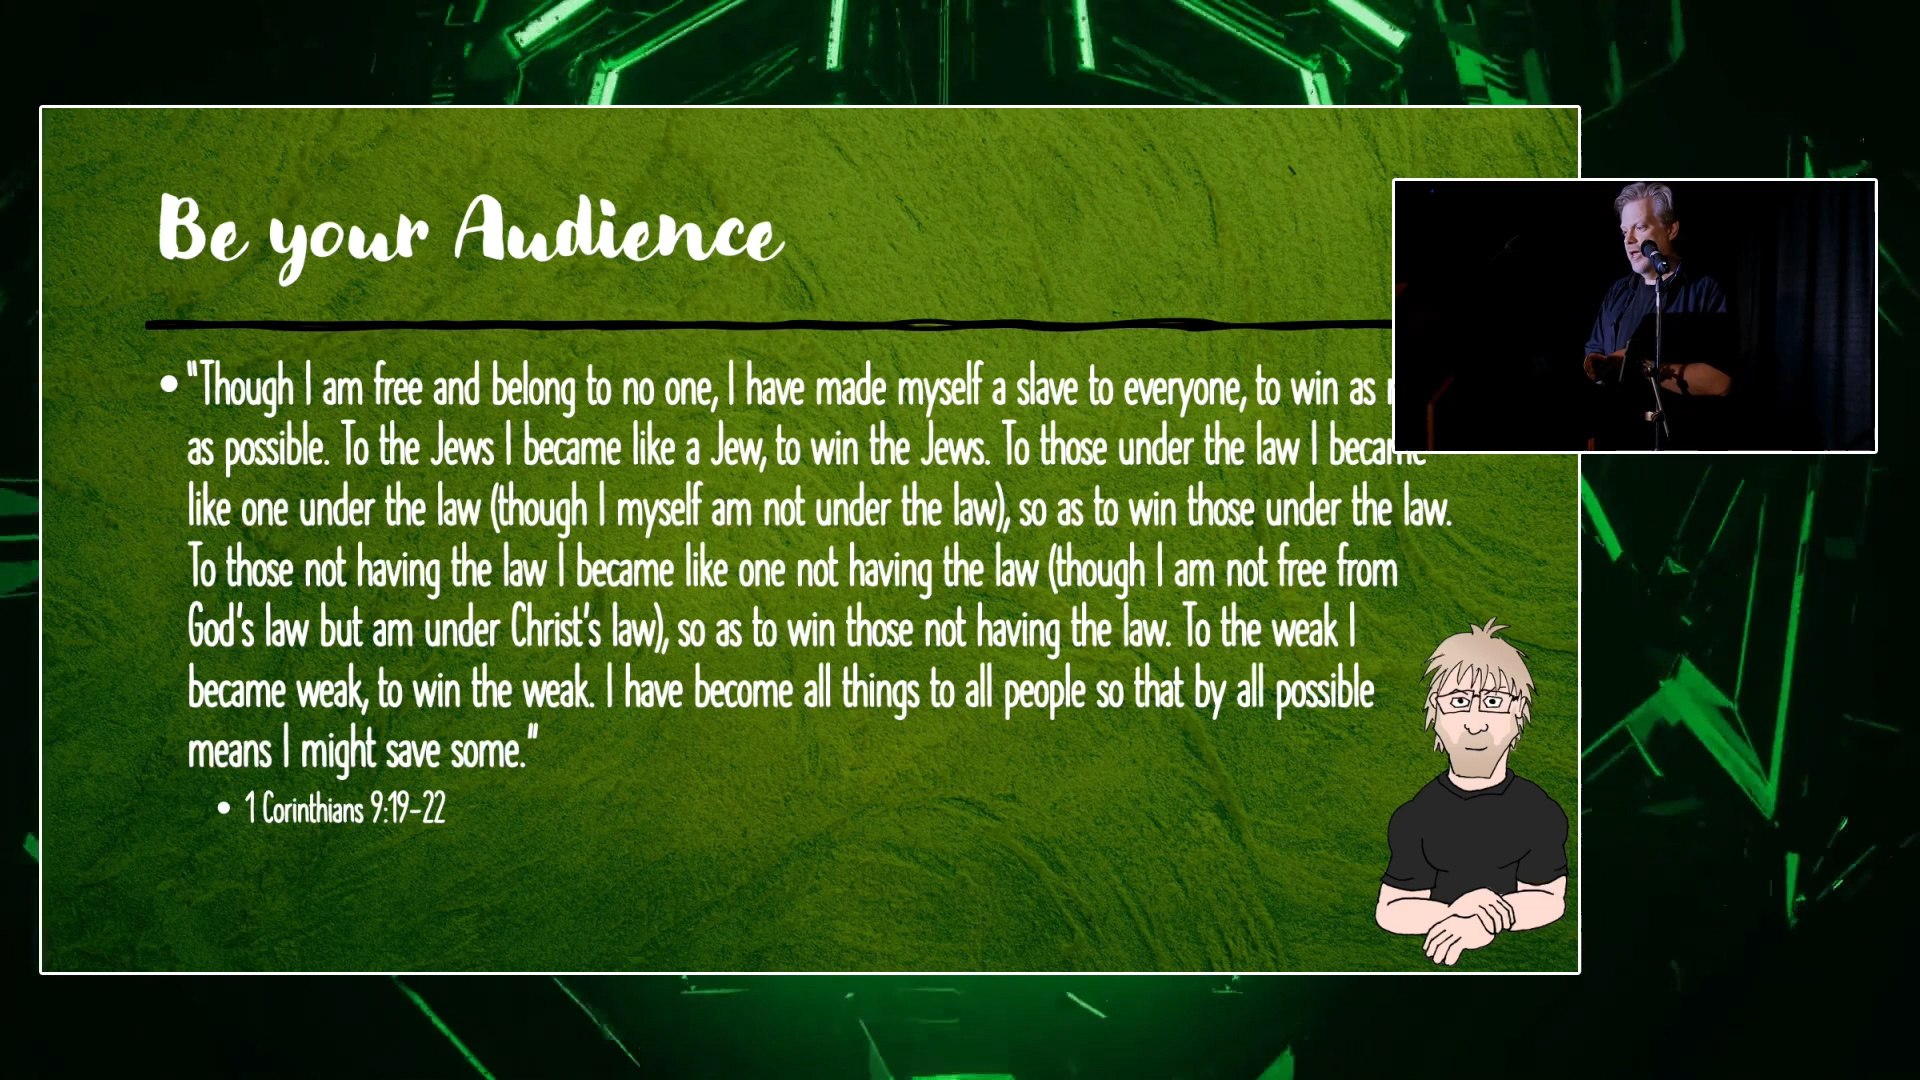 Be your Audience
• "Though I am free and belong to no one, I have made myself a slave to everyone, to win as
as possible. To the Jews I became like a Jew, to win the Jews. To those under the law I became
like one under the law (though I myself am not under the law), so as to win those under the law.
To those not having the law I became like one not having the law (though I am not free from
God's law but am under Christ's law), so as to win those not having the law. To the weak I
became weak, to win the weak. I have become all things to all people so that by all possible
means I might save some."
• 1 Corinthians 9:19-22